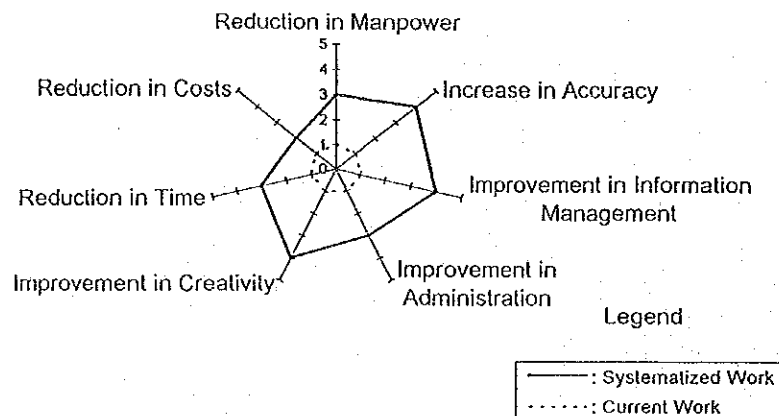 Reduction in Manpower
5
4
3
2
1
0
Reduction in Costs
Increase in Accuracy
Reduction in Time
Improvement in Information
Management
Improvement in Creativity
Improvement in
Administration
Legend
: Systemalized Work
: Current Work